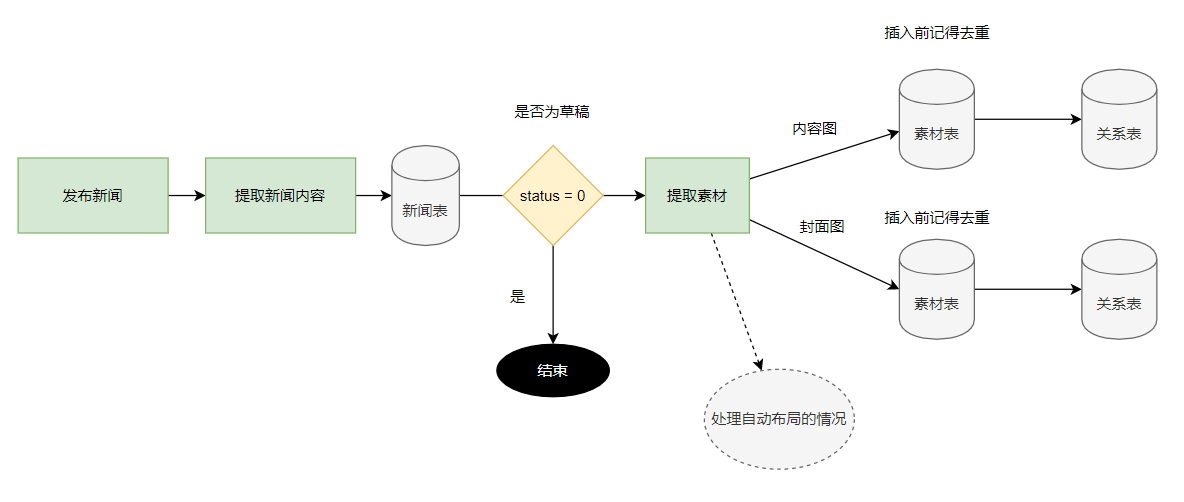 插入前记得去重
是否为草稿
内容图
素材表
关系表
发布新闻
提取新闻内容
新闻表
status = 0
提取素材
插入前记得去重
封面图
素材表
关系表
是
结束
处理自动布局的情况